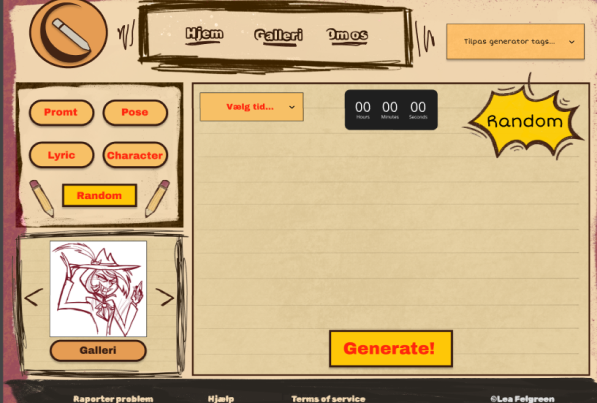 Hjem Galleri Om os
Tilpas generator tags...
Promt Pose
Lyric Character
Random
Galleri
Vælg tid...
00 00 00
Hours Minutes Seconds
Random
Generate!
Raporter problem Hjælp Terms of service ©Lea Felgreen